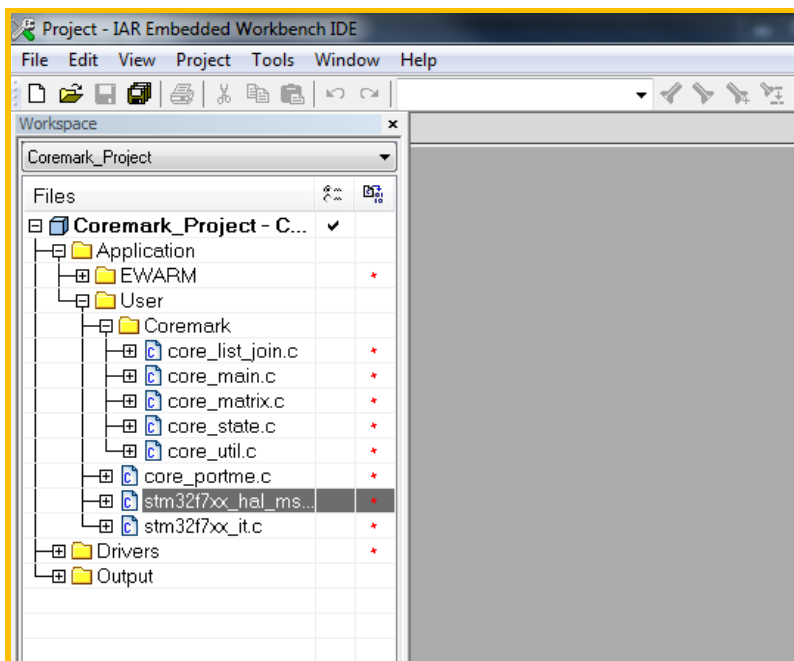 Project - IAR Embedded Workbench IDE
File Edit View Project Tools Window Help
Workspace x
Coremark_Project
Files
Coremark_Project - C...
Application
EWARM
User
Coremark
core_list_join.c
core_main.c
core_matrix.c
core_state.c
core_util.c
core_portme.c
stm32f7xx_hal_ms...
stm32f7xx_it.c
Drivers
Output